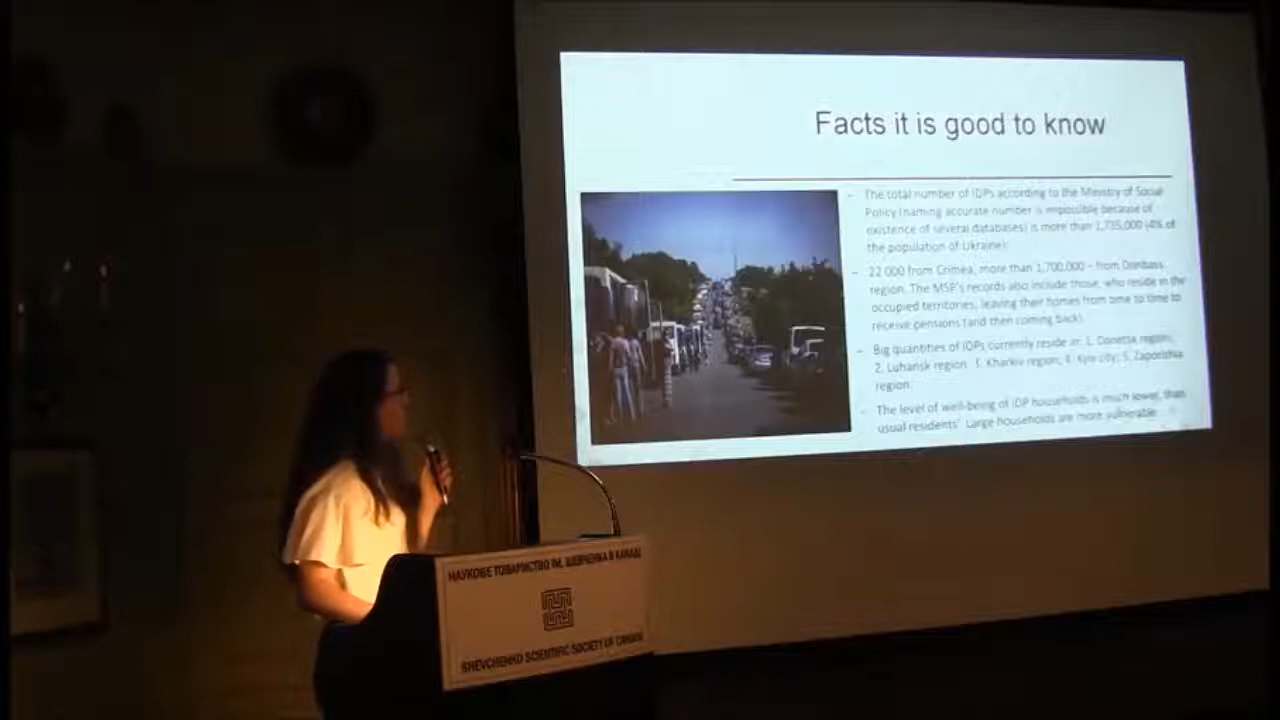 Facts it is good to know
– The total number of IDPs according to the Ministry of Social
Policy (naming accurate number is impossible because of
existence of several databases) is more than 1,735,000 (4% of
the population of Ukraine);
– 22 000 from Crimea, more than 1,700,000 – from Donbass
region. The MSP's records also include those, who reside in the
occupied territories, leaving their homes from time to time to
receive pensions (and then coming back).
– Big quantities of IDPs currently reside in: 1. Donetsk region;
2. Luhansk region; 3. Kharkiv region; 4. Kyiv city; 5. Zaporizhia
region.
– The level of well-being of IDP households is much lower, than
usual residents'. Large households are more vulnerable
НАУКОВЕ ТОВАРИСТВО ІМ. ШЕВЧЕНКА В КАНАДІ
SHEVCHENKO SCIENTIFIC SOCIETY OF CANADA